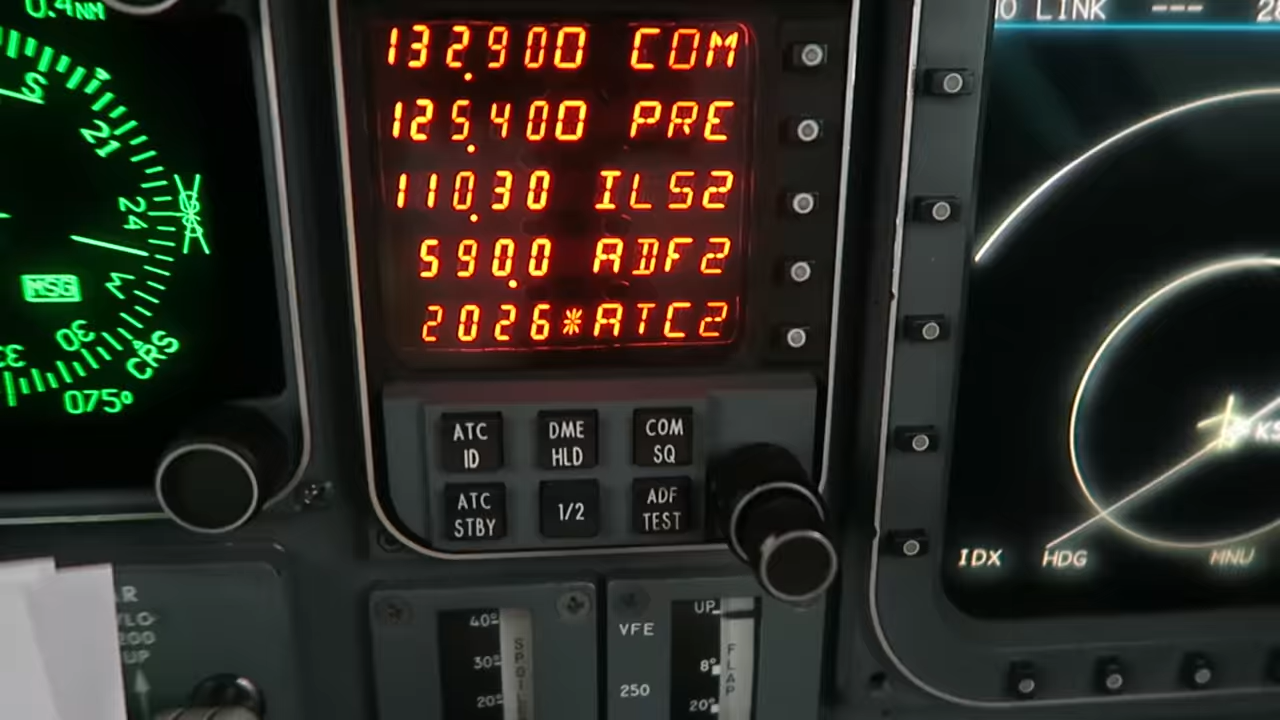 0.4NM
S
21
24
W
30
33
MSG
CRS
075°
132.900 COM
125.400 PRE
110.30 ILS2
590.0 ADF2
2026*ATC2
ATC ID
DME HLD
COM SQ
ATC STBY
1/2
ADF TEST
LINK --- 
IDX HDG MNU
200
UP
40°
30°
20°
SPOIL
VFE
250
UP
8°
20°
FLAP